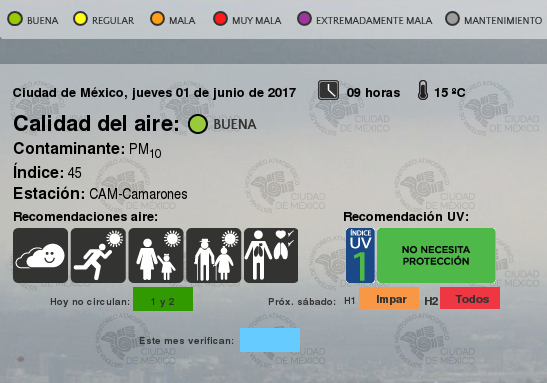 BUENA REGULAR MALA MUY MALA EXTREMADAMENTE MALA MANTENIMIENTO
Ciudad de México, jueves 01 de junio de 2017 09 horas 15 ºC
Calidad del aire: BUENA
Contaminante: PM10
Índice: 45
Estación: CAM-Camarones
Recomendaciones aire: Recomendación UV:
ÍNDICE
UV
1
NO NECESITA
PROTECCIÓN
Hoy no circulan: 1 y 2 Próx. sábado: H1 Impar H2 Todos
Este mes verifican:
CIUDAD
DE MÉXICO